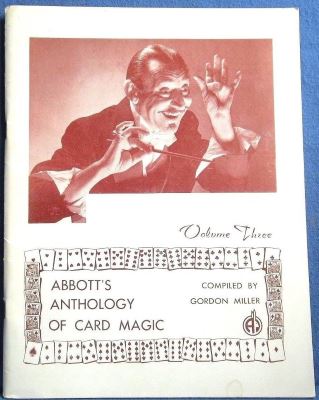 Volume Three
ABBOTT'S
ANTHOLOGY
OF CARD MAGIC
COMPILED BY
GORDON MILLER